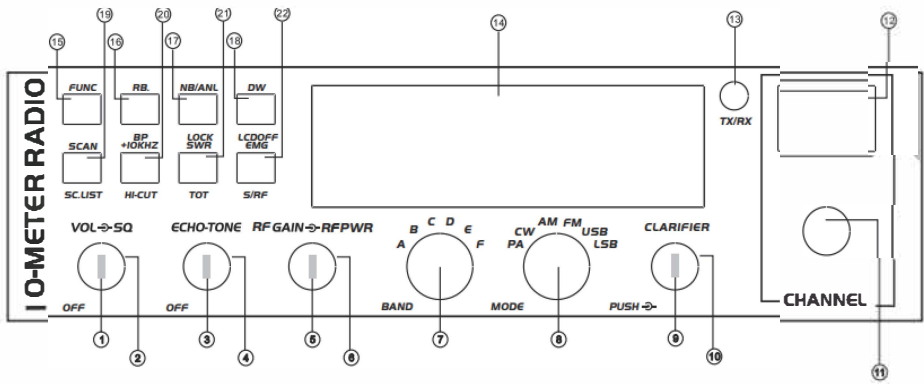 19 20 21 22
15 16 17 18 14 13 12
FUNC RB. NB/ANL DW
TX/RX
BP LOCK LCDOFF
SCAN +10KHZ SWR EMG
SC.LIST HI-CUT TOT S/RF
10-METER RADIO
VOL SQ ECHO-TONE RF GAIN RFPWR CLARIFIER
A B C D E F
PA CW AM FM USB LSB
OFF OFF BAND MODE PUSH
CHANNEL
1 2 3 4 5 6 7 8 9 10 11